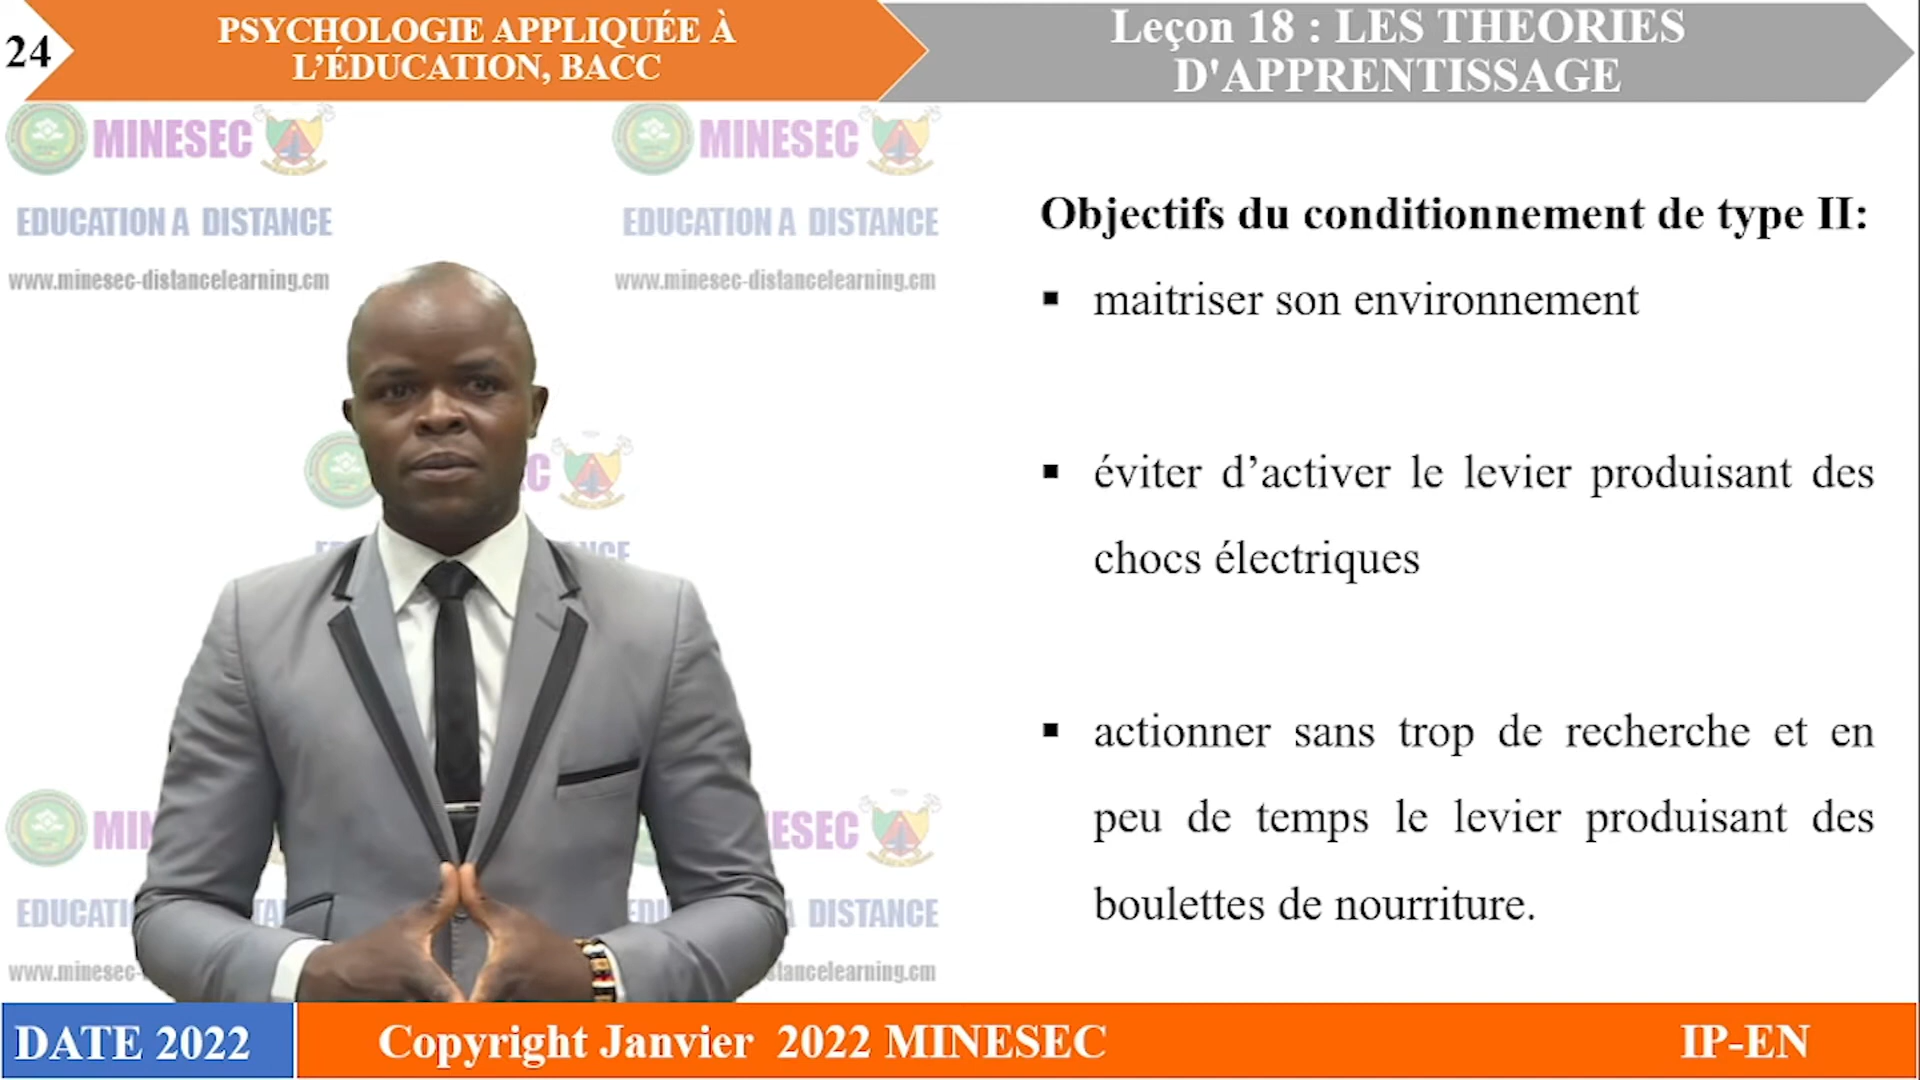 24
PSYCHOLOGIE APPLIQUÉE À
L’ÉDUCATION, BACC
Leçon 18 : LES THEORIES
D'APPRENTISSAGE
MINESEC
MINESEC
EDUCATION A DISTANCE
EDUCATION A DISTANCE
www.minesec-distancelearning.cm
www.minesec-distancelearning.cm
Objectifs du conditionnement de type II:
▪ maitriser son environnement
▪ éviter d’activer le levier produisant des
chocs électriques
▪ actionner sans trop de recherche et en
peu de temps le levier produisant des
boulettes de nourriture.
DISTANCE
DATE 2022
Copyright Janvier 2022 MINESEC
IP-EN